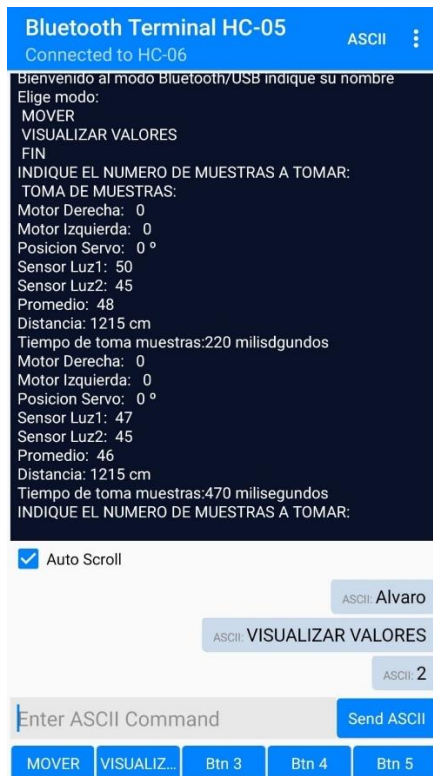 Bluetooth Terminal HC-05
ASCII
Connected to HC-06
Bienvenido al modo Bluetooth/USB indique su nombre
Elige modo:
MOVER
VISUALIZAR VALORES
FIN
INDIQUE EL NUMERO DE MUESTRAS A TOMAR:
TOMA DE MUESTRAS:
Motor Derecha: 0
Motor Izquierda: 0
Posicion Servo: 0 º
Sensor Luz1: 50
Sensor Luz2: 45
Promedio: 48
Distancia: 1215 cm
Tiempo de toma muestras:220 milisdgundos
Motor Derecha: 0
Motor Izquierda: 0
Posicion Servo: 0 º
Sensor Luz1: 47
Sensor Luz2: 45
Promedio: 46
Distancia: 1215 cm
Tiempo de toma muestras:470 milisegundos
INDIQUE EL NUMERO DE MUESTRAS A TOMAR:
Auto Scroll
ASCII: Alvaro
ASCII: VISUALIZAR VALORES
ASCII: 2
Enter ASCII Command
Send ASCII
MOVER VISUALIZ... Btn 3 Btn 4 Btn 5